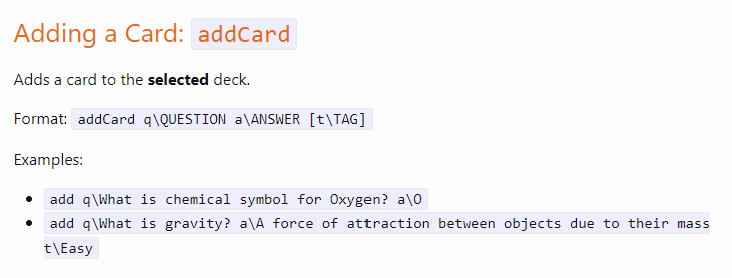 Adding a Card: addCard
Adds a card to the selected deck.
Format: addCard q\QUESTION a\ANSWER [t\TAG]
Examples:
• add q\What is chemical symbol for Oxygen? a\O
• add q\What is gravity? a\A force of attraction between objects due to their mass
t\Easy